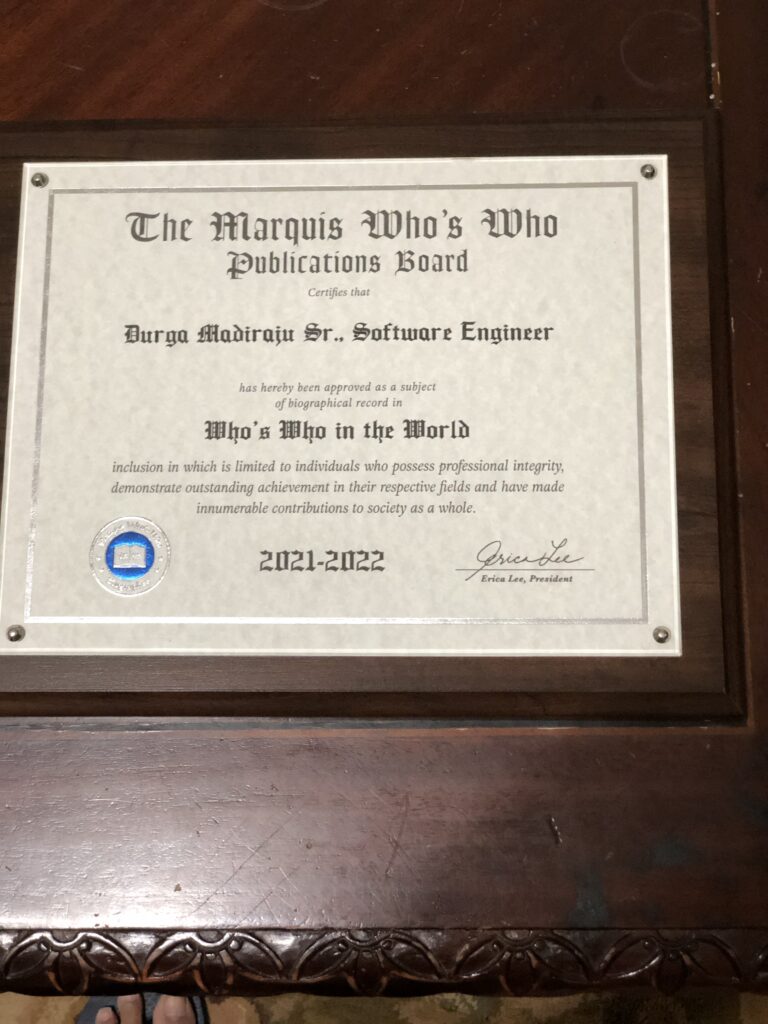 The Marquis Who's Who
Publications Board
Certifies that
Durga Madiraju Sr., Software Engineer
has hereby been approved as a subject
of biographical record in
Who's Who in the World
inclusion in which is limited to individuals who possess professional integrity,
demonstrate outstanding achievement in their respective fields and have made
innumerable contributions to society as a whole.
2021-2022
Erica Lee
Erica Lee, President